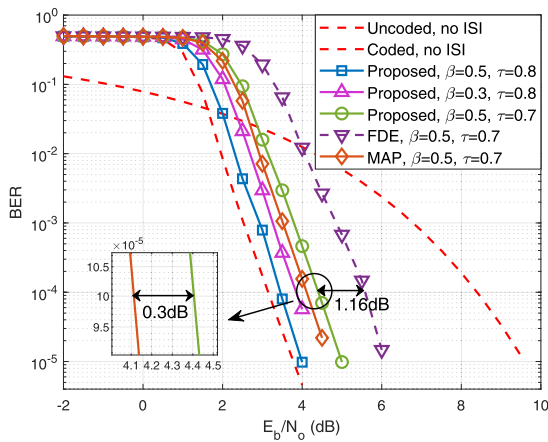 10^0
10^-1
10^-2
10^-3
10^-4
10^-5
BER
-2 0 2 4 6 8 10
E_b/N_o (dB)
Uncoded, no ISI
Coded, no ISI
Proposed, β=0.5, τ=0.8
Proposed, β=0.3, τ=0.8
Proposed, β=0.5, τ=0.7
FDE, β=0.5, τ=0.7
MAP, β=0.5, τ=0.7
1.16dB
×10^-5
10.5
10
9.5
0.3dB
4.1 4.2 4.3 4.4 4.5